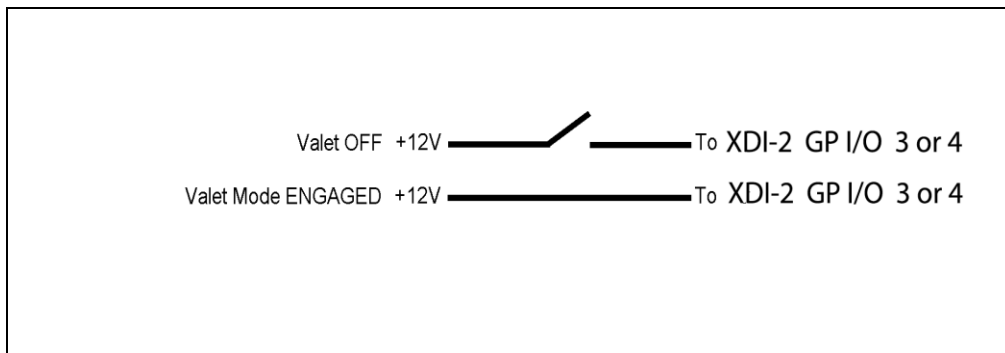 Valet OFF +12V To XDI-2 GP I/O 3 or 4
Valet Mode ENGAGED +12V To XDI-2 GP I/O 3 or 4